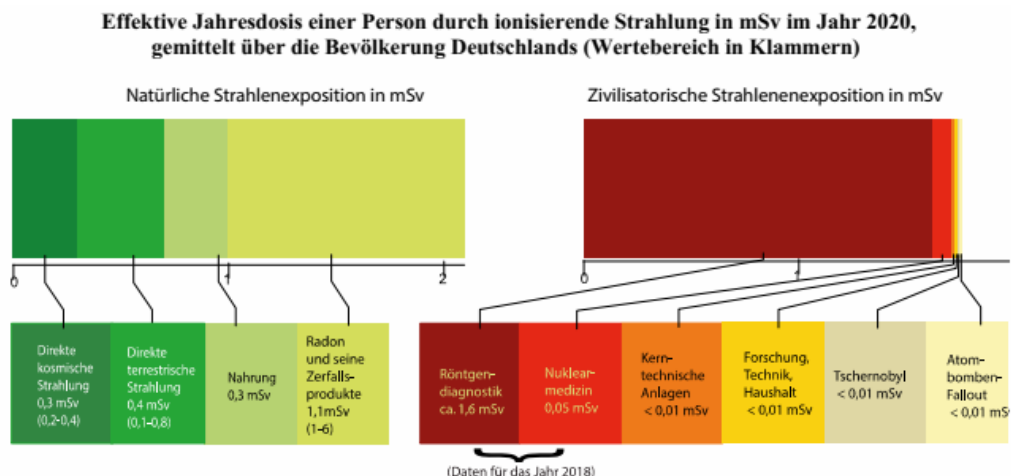 Effektive Jahresdosis einer Person durch ionisierende Strahlung in mSv im Jahr 2020,
gemittelt über die Bevölkerung Deutschlands (Wertebereich in Klammern)
Natürliche Strahlenexposition in mSv
0
1
2
Direkte
kosmische
Strahlung
0,3 mSv
(0,2-0,4)
Direkte
terrestrische
Strahlung
0,4 mSv
(0,1-0,8)
Nahrung
0,3 mSv
Radon
und seine
Zerfalls-
produkte
1,1mSv
(1-6)
Zivilisatorische Strahlenenexposition in mSv
0
1
Röntgen-
diagnostik
ca. 1,6 mSv
Nuklear-
medizin
0,05 mSv
Kern-
technische
Anlagen
< 0,01 mSv
Forschung,
Technik,
Haushalt
< 0,01 mSv
Tschernobyl
< 0,01 mSv
Atom-
bomben-
Fallout
< 0,01 mSv
(Daten für das Jahr 2018)